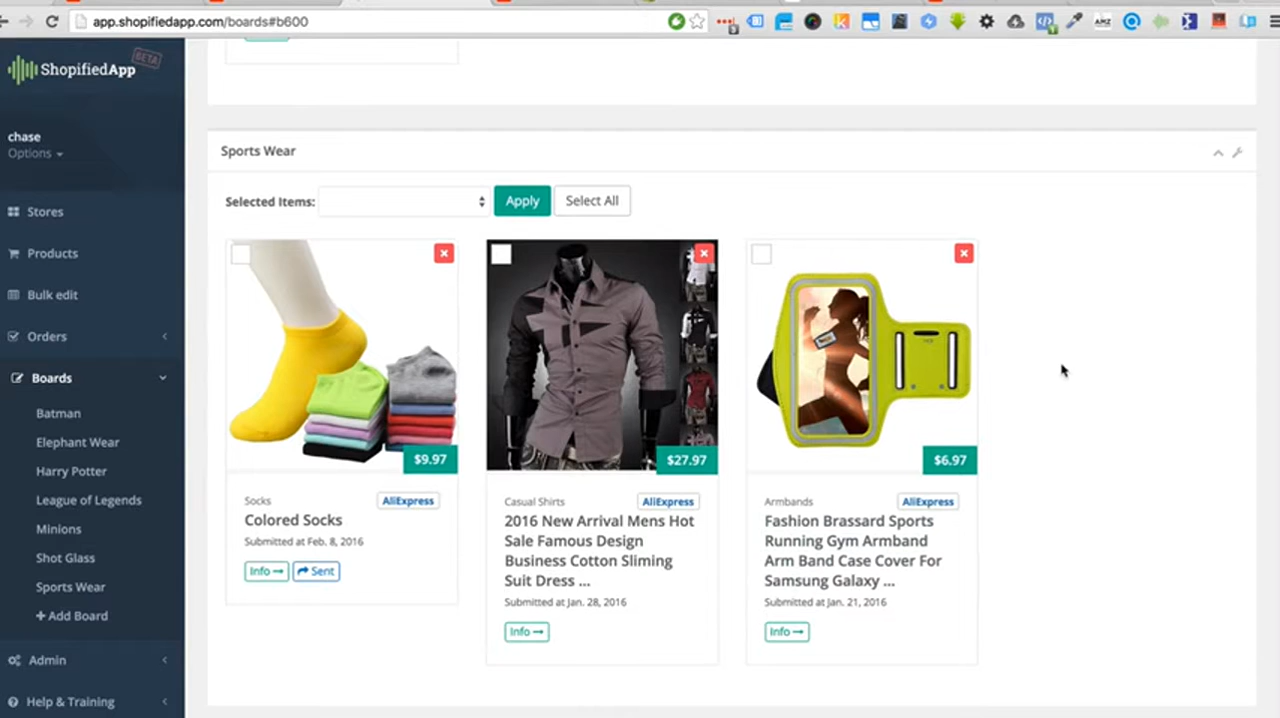 app.shopifiedapp.com/boards#b600
AMZ
ShopifiedApp
BETA
chase
Options
Stores
Products
Bulk edit
Orders
Boards
Batman
Elephant Wear
Harry Potter
League of Legends
Minions
Shot Glass
Sports Wear
Add Board
Admin
Help & Training
Sports Wear
Selected Items:
Apply
Select All
$9.97
Socks
AliExpress
Colored Socks
Submitted at Feb. 8, 2016
Info
Sent
$27.97
Casual Shirts
AliExpress
2016 New Arrival Mens Hot
Sale Famous Design
Business Cotton Sliming
Suit Dress ...
Submitted at Jan. 28, 2016
Info
$6.97
Armbands
AliExpress
Fashion Brassard Sports
Running Gym Armband
Arm Band Case Cover For
Samsung Galaxy ...
Submitted at Jan. 21, 2016
Info